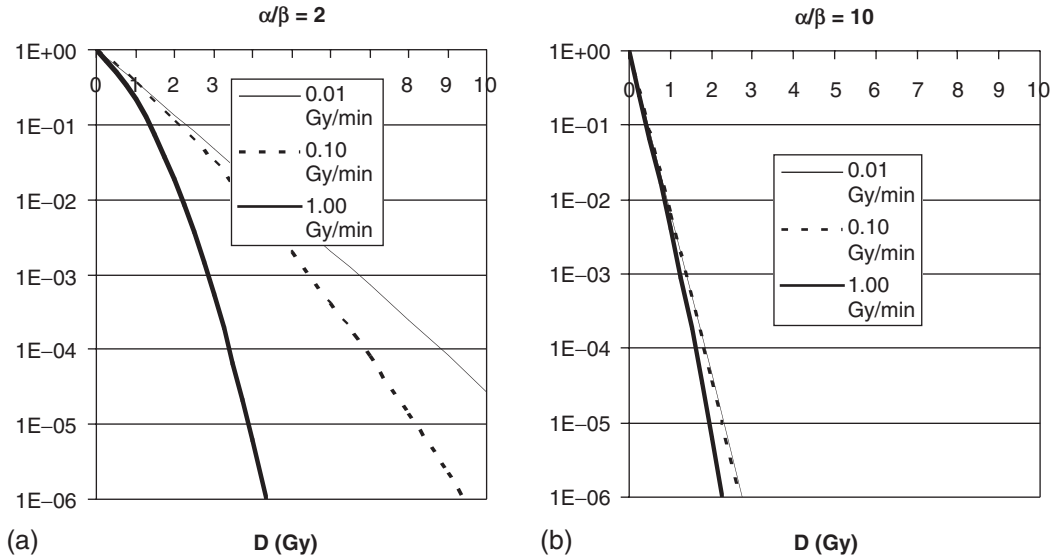 (a)
α/β = 2
1E+00
1E−01
1E−02
1E−03
1E−04
1E−05
1E−06
0 1 2 3 8 9 10
0.01
Gy/min
0.10
Gy/min
1.00
Gy/min
D (Gy)
(b)
α/β = 10
1E+00
1E−01
1E−02
1E−03
1E−04
1E−05
1E−06
0 1 2 3 4 5 6 7 8 9 10
0.01
Gy/min
0.10
Gy/min
1.00
Gy/min
D (Gy)